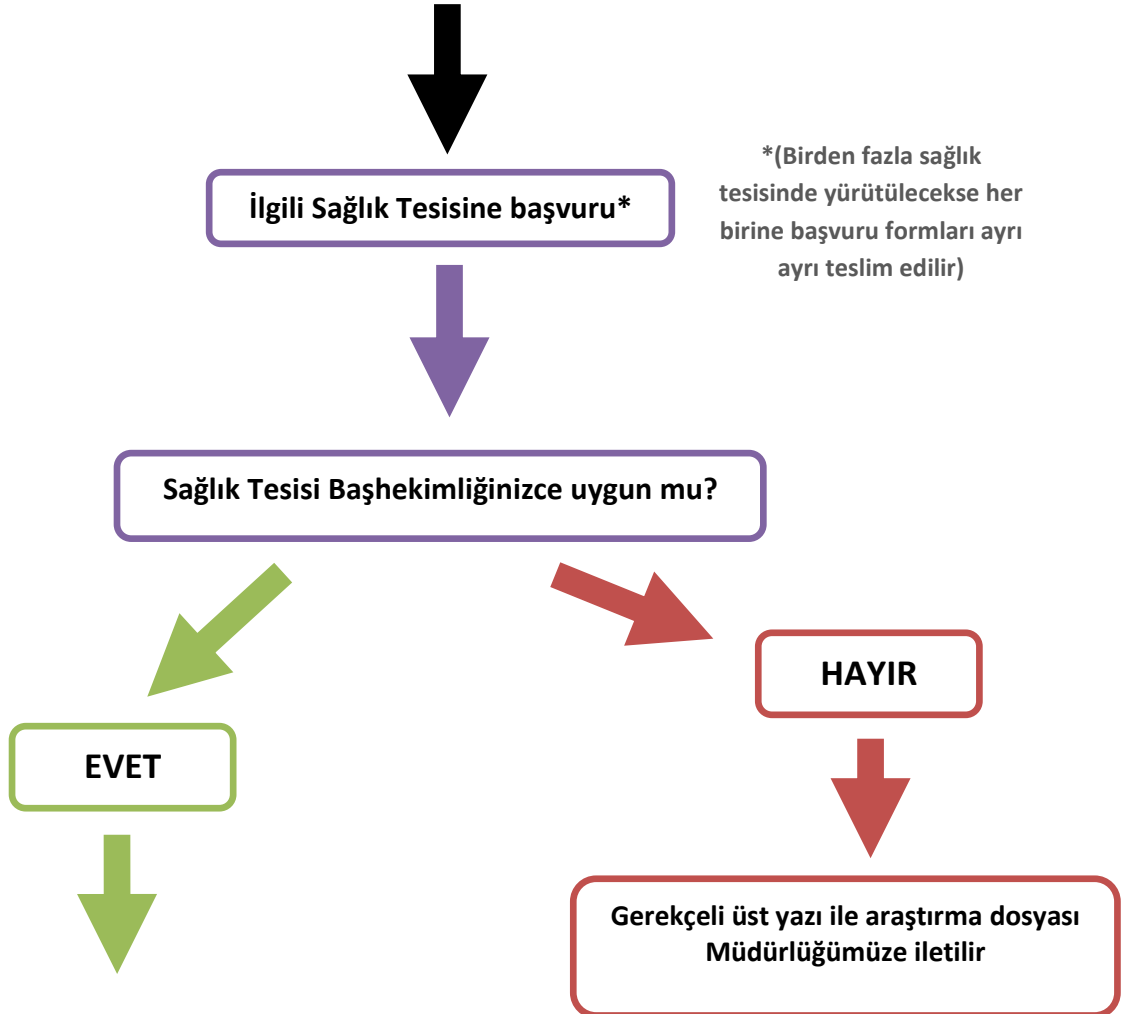 İlgili Sağlık Tesisine başvuru*
*(Birden fazla sağlık
tesisinde yürütülecekse her
birine başvuru formları ayrı
ayrı teslim edilir)
Sağlık Tesisi Başhekimliğinizce uygun mu?
HAYIR
EVET
Gerekçeli üst yazı ile araştırma dosyası
Müdürlüğümüze iletilir